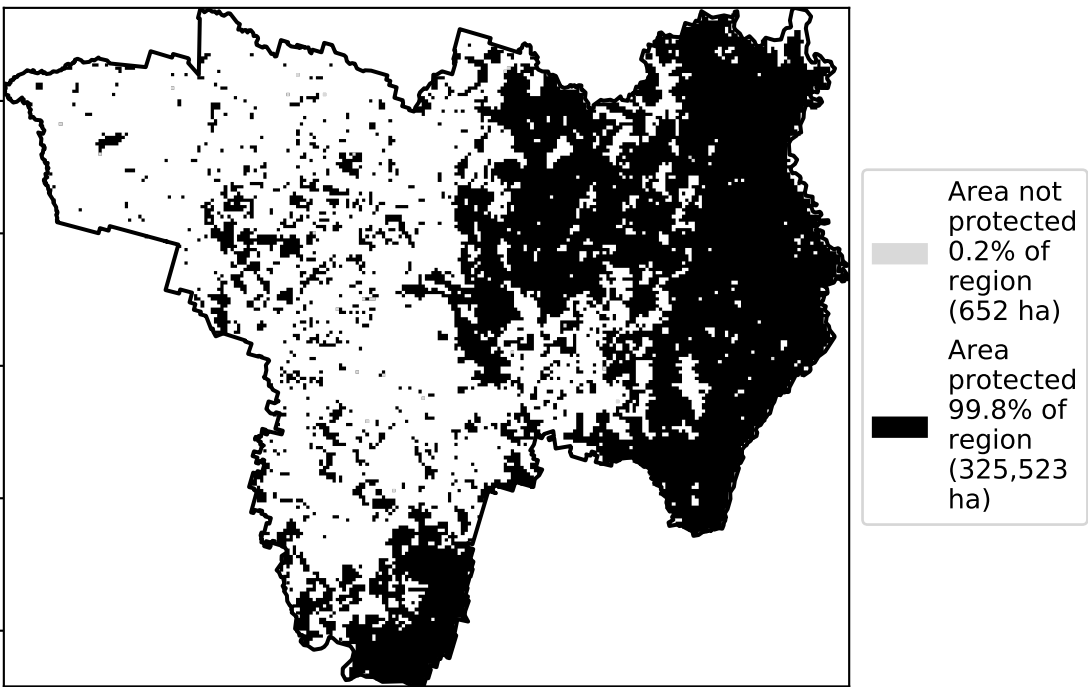 Area not
protected
0.2% of
region
(652 ha)
Area
protected
99.8% of
region
(325,523
ha)